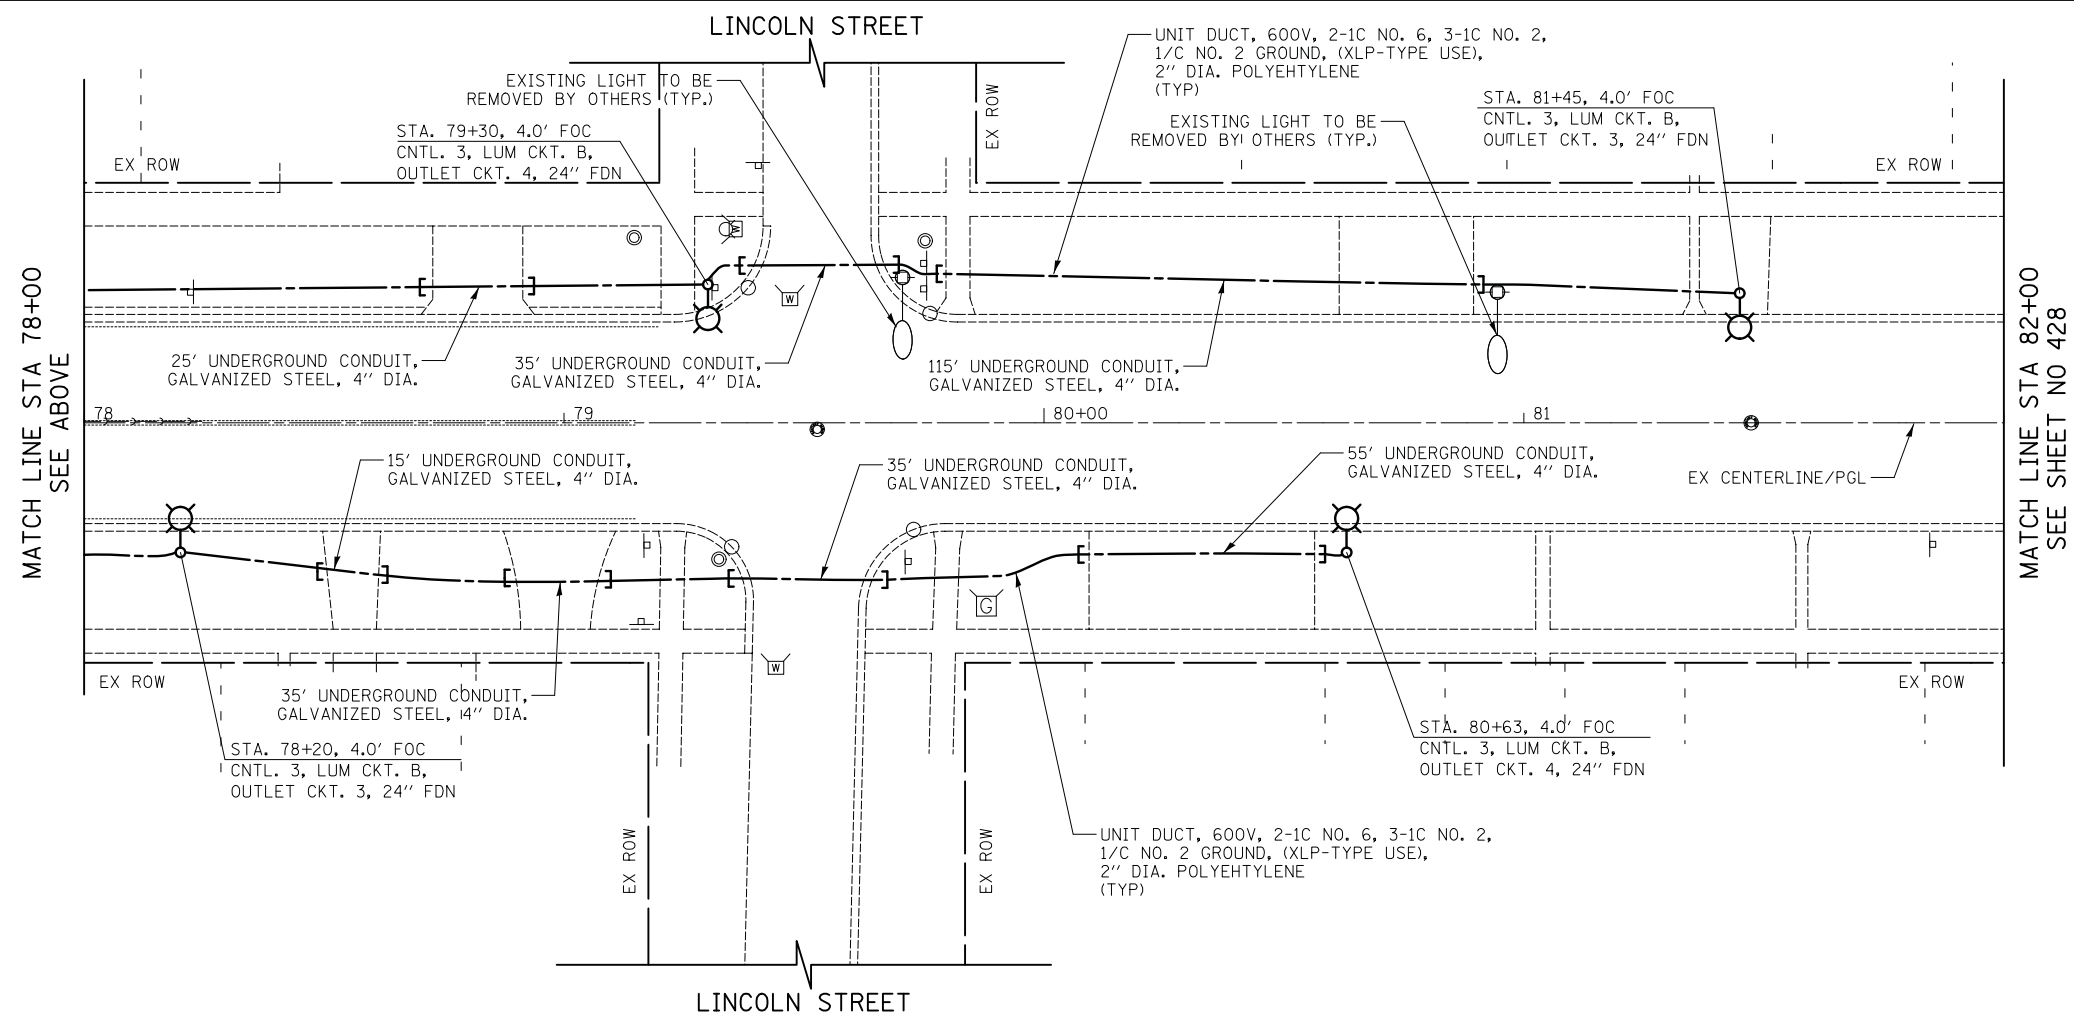 LINCOLN STREET
UNIT DUCT, 600V, 2-1C NO. 6, 3-1C NO. 2,
1/C NO. 2 GROUND, (XLP-TYPE USE),
2'' DIA. POLYEHTYLENE
(TYP)
EXISTING LIGHT TO BE
REMOVED BY OTHERS (TYP.)
STA. 79+30, 4.0' FOC
CNTL. 3, LUM CKT. B,
OUTLET CKT. 4, 24'' FDN
EX ROW
EX ROW
EXISTING LIGHT TO BE
REMOVED BY OTHERS (TYP.)
STA. 81+45, 4.0' FOC
CNTL. 3, LUM CKT. B,
OUTLET CKT. 3, 24'' FDN
EX ROW
W
W
MATCH LINE STA 78+00
SEE ABOVE
25' UNDERGROUND CONDUIT,
GALVANIZED STEEL, 4'' DIA.
35' UNDERGROUND CONDUIT,
GALVANIZED STEEL, 4'' DIA.
115' UNDERGROUND CONDUIT,
GALVANIZED STEEL, 4'' DIA.
MATCH LINE STA 82+00
SEE SHEET NO 428
78
79
80+00
81
15' UNDERGROUND CONDUIT,
GALVANIZED STEEL, 4'' DIA.
35' UNDERGROUND CONDUIT,
GALVANIZED STEEL, 4'' DIA.
55' UNDERGROUND CONDUIT,
GALVANIZED STEEL, 4'' DIA.
EX CENTERLINE/PGL
G
W
EX ROW
35' UNDERGROUND CONDUIT,
GALVANIZED STEEL, 4'' DIA.
EX ROW
STA. 78+20, 4.0' FOC
CNTL. 3, LUM CKT. B,
OUTLET CKT. 3, 24'' FDN
STA. 80+63, 4.0' FOC
CNTL. 3, LUM CKT. B,
OUTLET CKT. 4, 24'' FDN
EX ROW
EX ROW
UNIT DUCT, 600V, 2-1C NO. 6, 3-1C NO. 2,
1/C NO. 2 GROUND, (XLP-TYPE USE),
2'' DIA. POLYEHTYLENE
(TYP)
LINCOLN STREET